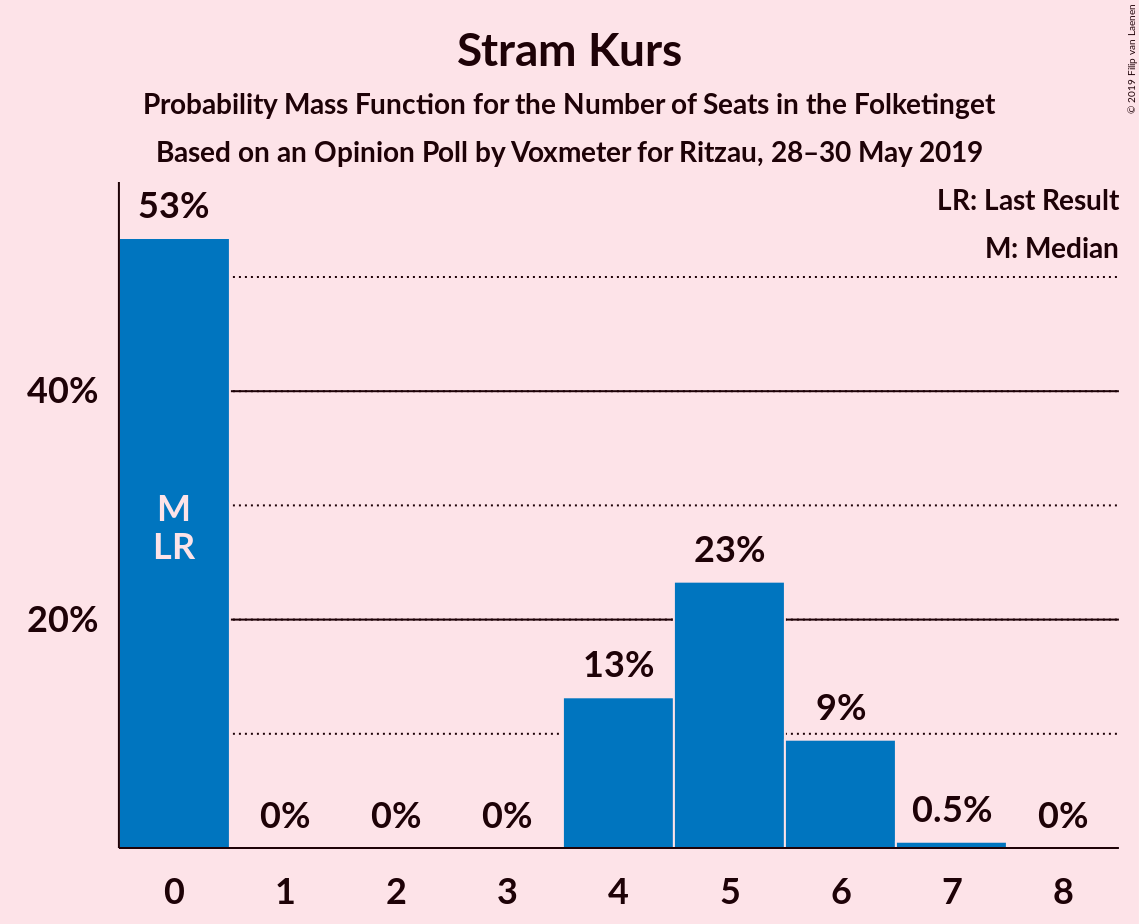 Stram Kurs
Probability Mass Function for the Number of Seats in the Folketinget
Based on an Opinion Poll by Voxmeter for Ritzau, 28–30 May 2019
© 2019 Filip van Laenen
LR: Last Result
M: Median
53%
40%
M
LR
23%
20%
13%
9%
0%
0%
0%
0.5%
0%
0
1
2
3
4
5
6
7
8